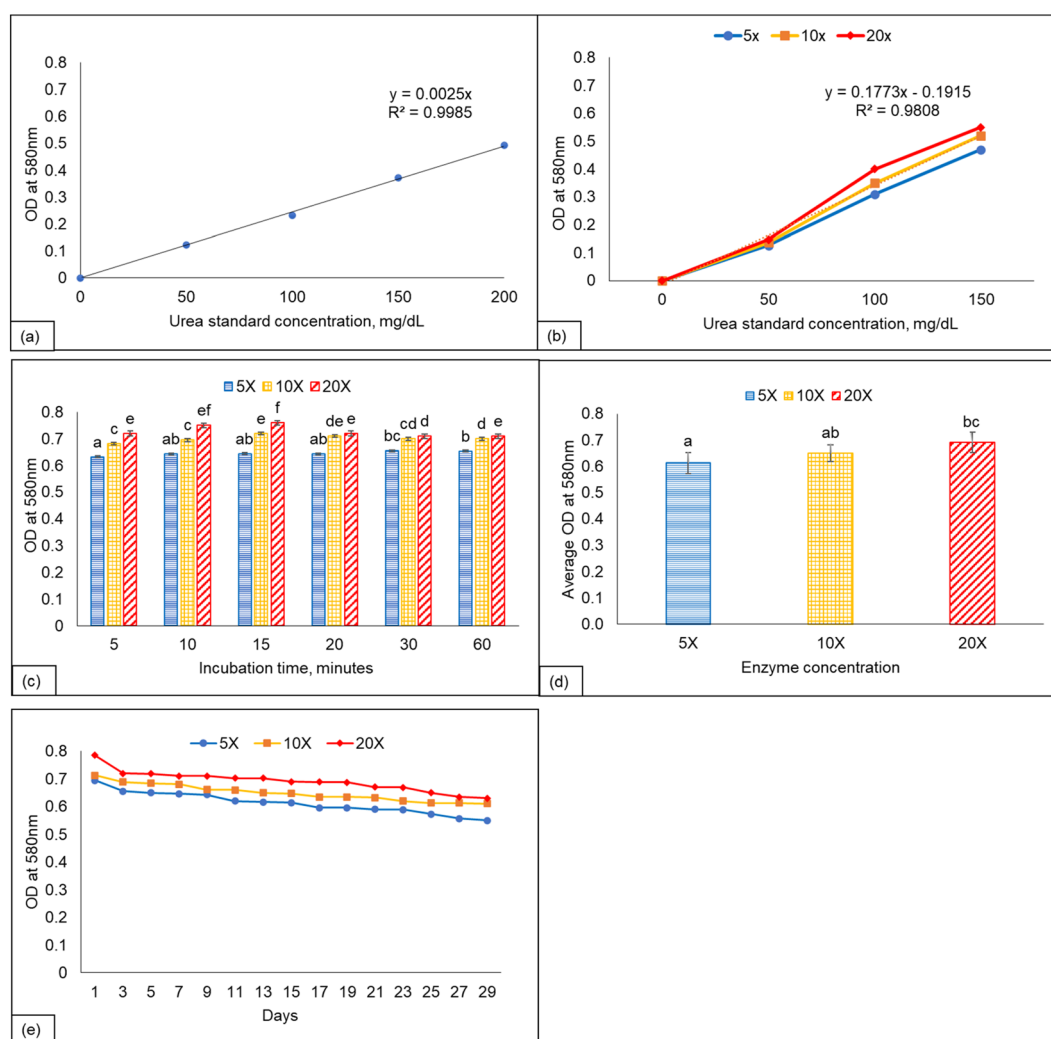 0.8
0.7
0.6
0.5
0.4
0.3
0.2
0.1
0
OD at 580nm
y = 0.0025x
R² = 0.9985
0 50 100 150 200
Urea standard concentration, mg/dL
(a)
5x 10x 20x
0.8
0.7
0.6
0.5
0.4
0.3
0.2
0.1
0
OD at 580nm
y = 0.1773x - 0.1915
R² = 0.9808
0 50 100 150
Urea standard concentration, mg/dL
(b)
5X 10X 20X
0.8
0.7
0.6
0.5
0.4
0.3
0.2
0.1
0
OD at 580nm
a c e ab c ef ab e f ab de e bc cd d b d e
5 10 15 20 30 60
Incubation time, minutes
(c)
5X 10X 20X
0.8
0.7
0.6
0.5
0.4
0.3
0.2
0.1
0.0
Average OD at 580nm
a ab bc
5X 10X 20X
Enzyme concentration
(d)
5X 10X 20X
0.8
0.7
0.6
0.5
0.4
0.3
0.2
0.1
0
OD at 580nm
1 3 5 7 9 11 13 15 17 19 21 23 25 27 29
Days
(e)